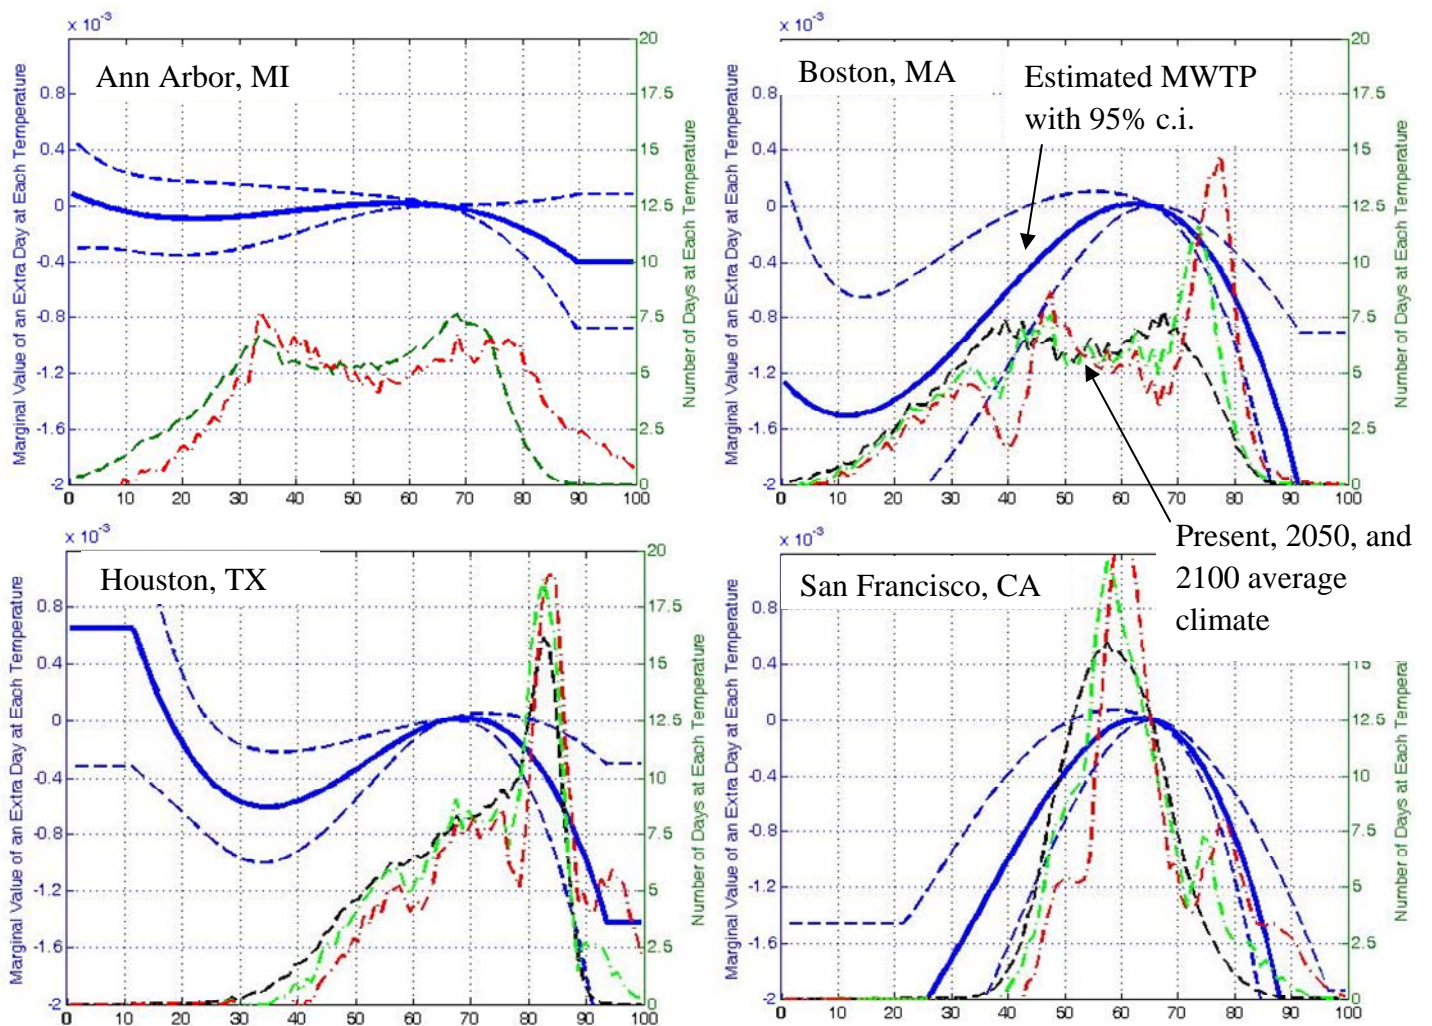 x 10-3
Ann Arbor, MI
Marginal Value of an Extra Day at Each Temperature
0.8
0.4
0
-0.4
-0.8
-1.2
-1.6
-2
20
17.5
15
12.5
10
7.5
5
2.5
0
Number of Days at Each Temperature
0 10 20 30 40 50 60 70 80 90 100
x 10-3
Boston, MA
Estimated MWTP
with 95% c.i.
Marginal Value of an Extra Day at Each Temperature
0.8
0.4
0
-0.4
-0.8
-1.2
-1.6
-2
20
17.5
15
12.5
10
7.5
5
2.5
0
Number of Days at Each Temperature
0 10 20 30 40 50 60 70 80 90 100
Present, 2050, and
2100 average
climate
x 10-3
Houston, TX
Marginal Value of an Extra Day at Each Temperature
0.8
0.4
0
-0.4
-0.8
-1.2
-1.6
-2
20
17.5
15
12.5
10
7.5
5
2.5
0
Number of Days at Each Temperature
0 10 20 30 40 50 60 70 80 90 100
x 10-3
San Francisco, CA
Marginal Value of an Extra Day at Each Temperature
0.8
0.4
0
-0.4
-0.8
-1.2
-1.6
-2
15
12.5
10
7.5
5
2.5
0
Number of Days at Each Temperat
0 10 20 30 40 50 60 70 80 90 100